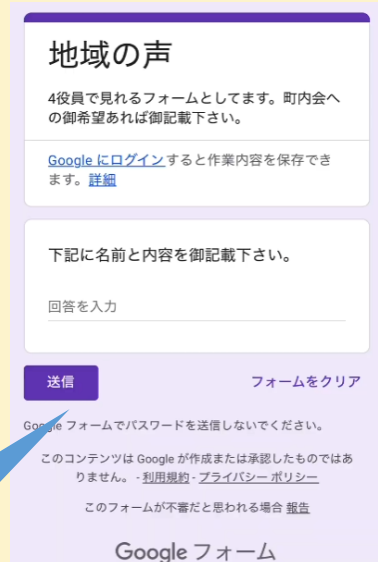 地域の声
4役員で見れるフォームとしてます。町内会へ
の御希望あれば御記載下さい。
Google にログインすると作業内容を保存でき
ます。詳細
下記に名前と内容を御記載下さい。
回答を入力
送信
フォームをクリア
Google フォームでパスワードを送信しないでください。
このコンテンツは Google が作成または承認したものではあ
りません。 - 利用規約 - プライバシー ポリシー
このフォームが不審だと思われる場合 報告
Google フォーム